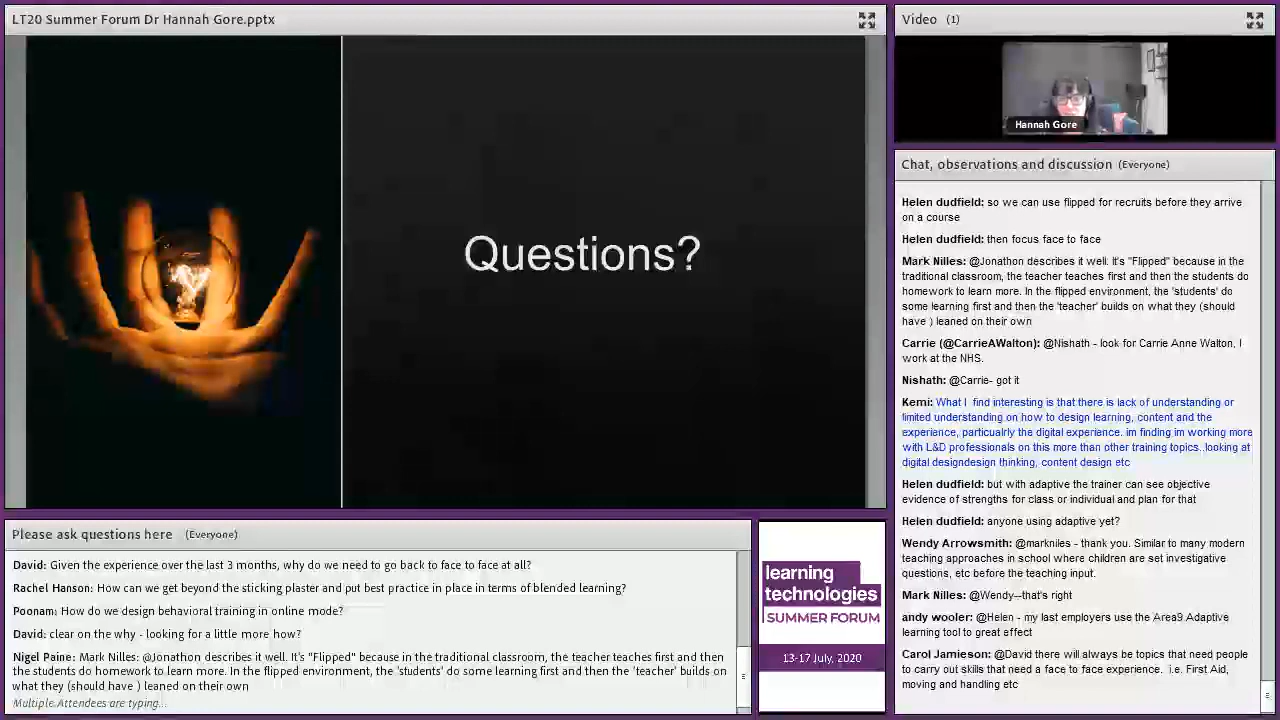 LT20 Summer Forum Dr Hannah Gore.pptx
Questions?
Video (1)
Hannah Gore
Chat, observations and discussion (Everyone)
Helen dudfield: so we can use flipped for recruits before they arrive
on a course
Helen dudfield: then focus face to face
Mark Nilles: @Jonathon describes it well. It's "Flipped" because in the
traditional classroom, the teacher teaches first and then the students do
homework to learn more. In the flipped environment, the 'students' do
some learning first and then the 'teacher' builds on what they (should
have ) leaned on their own
Carrie (@CarrieAWalton): @Nishath - look for Carrie Anne Walton, I
work at the NHS.
Nishath: @Carrie- got it
Kemi: What I find interesting is that there is lack of understanding or
limited understanding on how to design learning, content and the
experience, particualrly the digital experience. im finding im working more
with L&D professionals on this more than other training topics..looking at
digital designdesign thinking, content design etc
Helen dudfield: but with adaptive the trainer can see objective
evidence of strengths for class or individual and plan for that
Helen dudfield: anyone using adaptive yet?
Wendy Arrowsmith: @markniles - thank you. Similar to many modern
teaching approaches in school where children are set investigative
questions, etc before the teaching input.
Mark Nilles: @Wendy--that's right
andy wooler: @Helen - my last employers use the Area9 Adaptive
learning tool to great effect
Carol Jamieson: @David there will always be topics that need people
to carry out skills that need a face to face experience. i.e. First Aid,
moving and handling etc
Please ask questions here (Everyone)
David: Given the experience over the last 3 months, why do we need to go back to face to face at all?
Rachel Hanson: How can we get beyond the sticking plaster and put best practice in place in terms of blended learning?
Poonam: How do we design behavioral training in online mode?
David: clear on the why - looking for a little more how?
Nigel Paine: Mark Nilles: @Jonathon describes it well. It's "Flipped" because in the traditional classroom, the teacher teaches first and then
the students do homework to learn more. In the flipped environment, the 'students' do some learning first and then the 'teacher' builds on
what they (should have ) leaned on their own
Multiple Attendees are typing...
learning
technologies
SUMMER FORUM
13-17 July, 2020